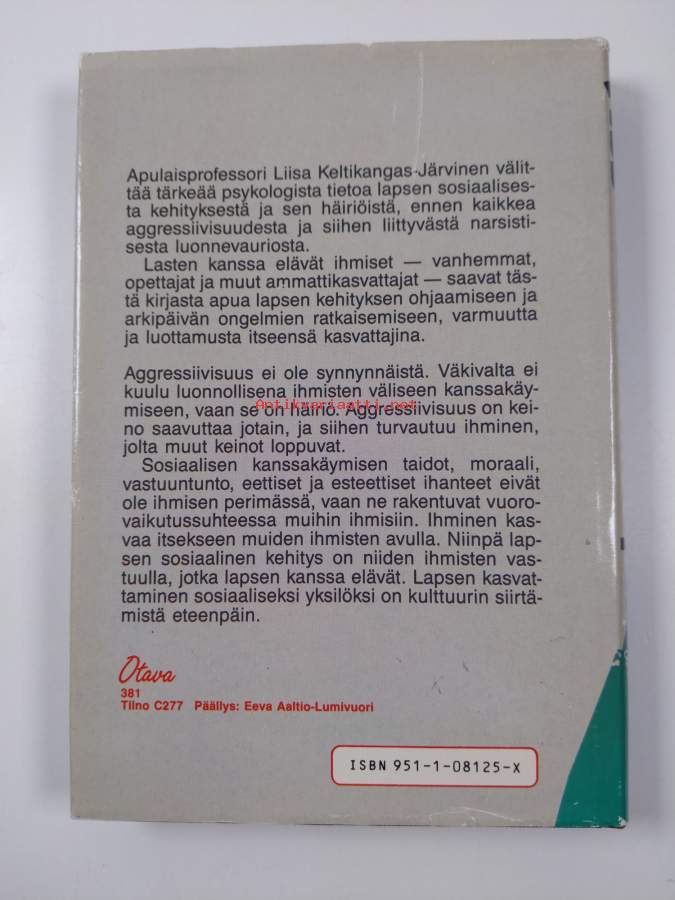 Apulaisprofessori Liisa Keltikangas-Järvinen välit-
tää tärkeää psykologista tietoa lapsen sosiaalises-
ta kehityksestä ja sen häiriöistä, ennen kaikkea
aggressiivisuudesta ja siihen liittyvästä narsisti-
sesta luonnevauriosta.
Lasten kanssa elävät ihmiset — vanhemmat,
opettajat ja muut ammattikasvattajat — saavat täs-
tä kirjasta apua lapsen kehityksen ohjaamiseen ja
arkipäivän ongelmien ratkaisemiseen, varmuutta
ja luottamusta itseensä kasvattajina.
Aggressiivisuus ei ole synnynnäistä. Väkivalta ei
kuulu luonnollisena ihmisten väliseen kanssakäy-
miseen, vaan se on häiriö. Aggressiivisuus on kei-
Antikvariaatti.net
no saavuttaa jotain, ja siihen turvautuu ihminen,
jolta muut keinot loppuvat.
Sosiaalisen kanssakäymisen taidot, moraali,
vastuuntunto, eettiset ja esteettiset ihanteet eivät
ole ihmisen perimässä, vaan ne rakentuvat vuoro-
vaikutussuhteessa muihin ihmisiin. Ihminen kas-
vaa itsekseen muiden ihmisten avulla. Niinpä lap-
sen sosiaalinen kehitys on niiden ihmisten vas-
tuulla, jotka lapsen kanssa elävät. Lapsen kasvat-
taminen sosiaaliseksi yksilöksi on kulttuurin siirtä-
mistä eteenpäin.
Otava
381
Tilno C277 Päällys: Eeva Aaltio-Lumivuori
ISBN 951-1-08125-X